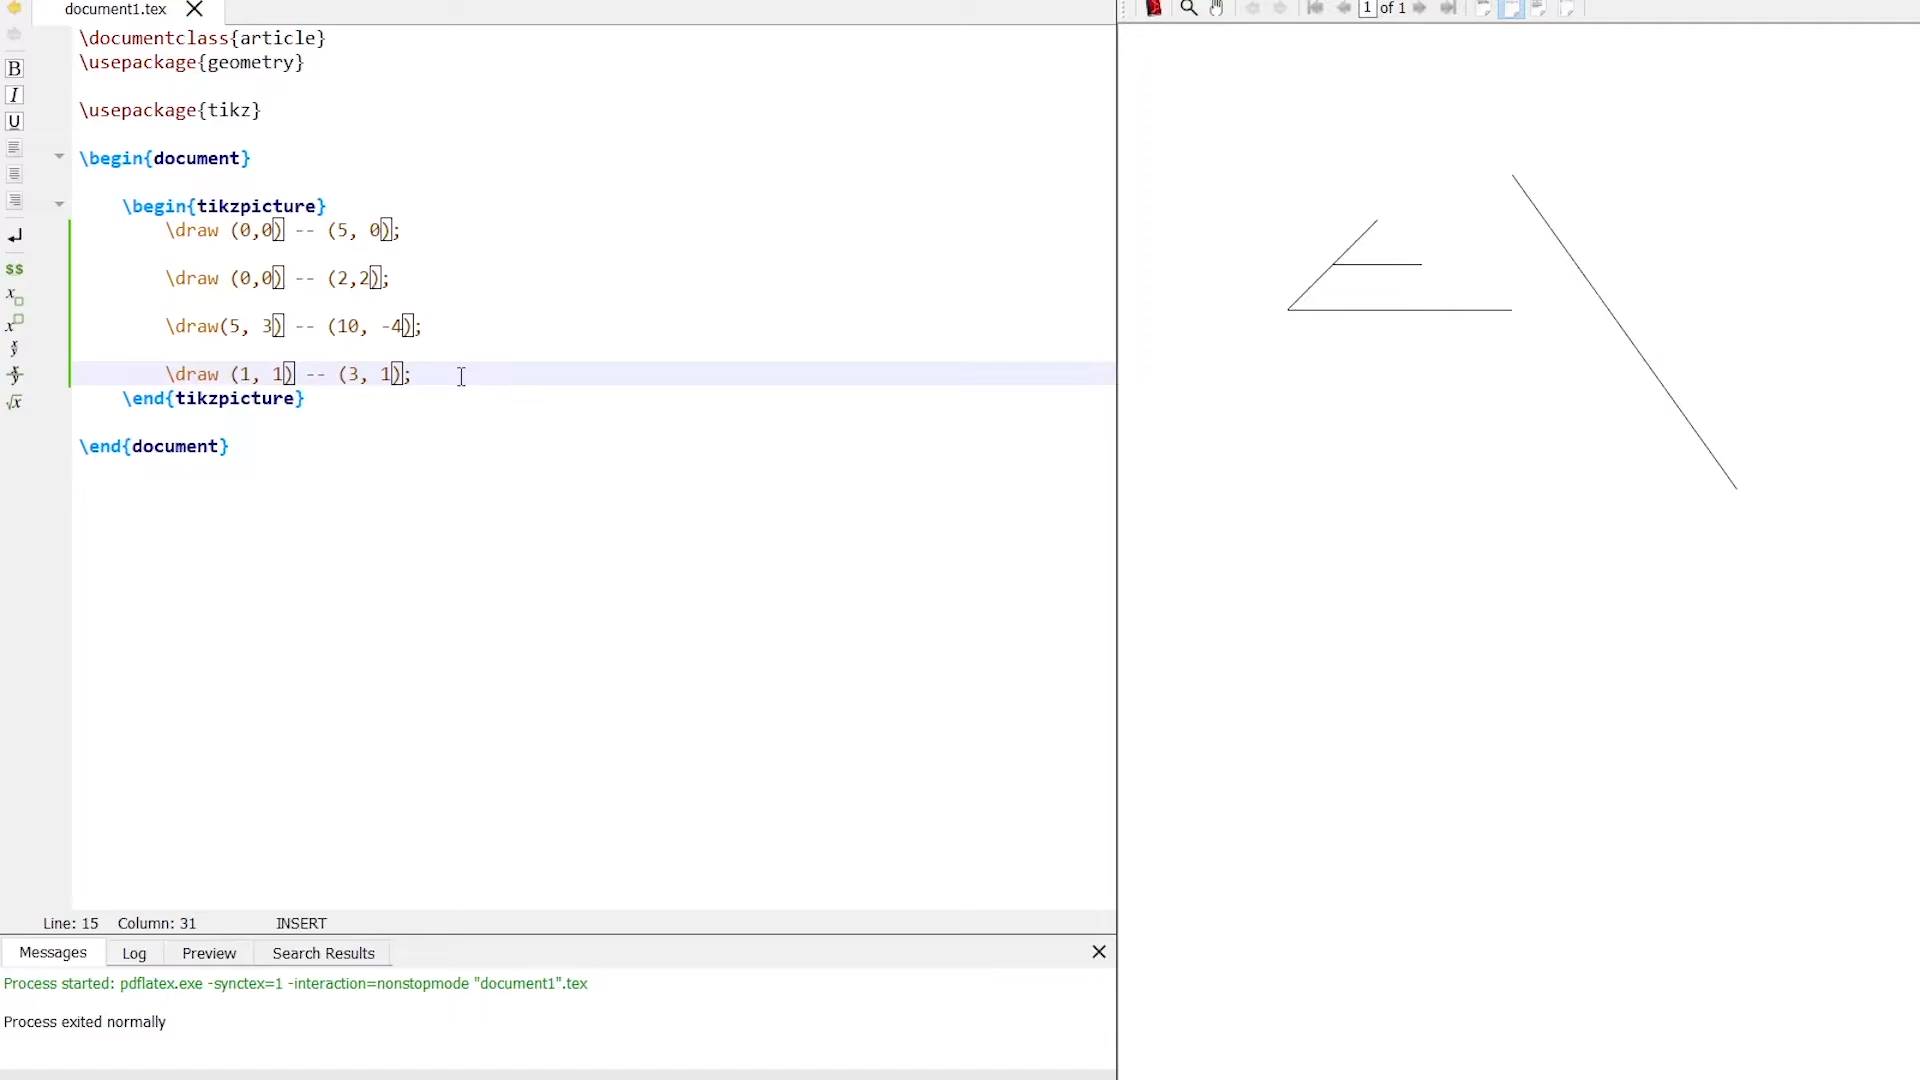 document1.tex
1 of 1
\documentclass{article}
\usepackage{geometry}
\usepackage{tikz}
\begin{document}
\begin{tikzpicture}
\draw (0,0) -- (5, 0);
\draw (0,0) -- (2,2);
\draw(5, 3) -- (10, -4);
\draw (1, 1) -- (3, 1);
\end{tikzpicture}
\end{document}
B
I
U
$$
x
x
x
y
x
y
√x
Line: 15 Column: 31 INSERT
Messages Log Preview Search Results
Process started: pdflatex.exe -synctex=1 -interaction=nonstopmode "document1".tex
Process exited normally